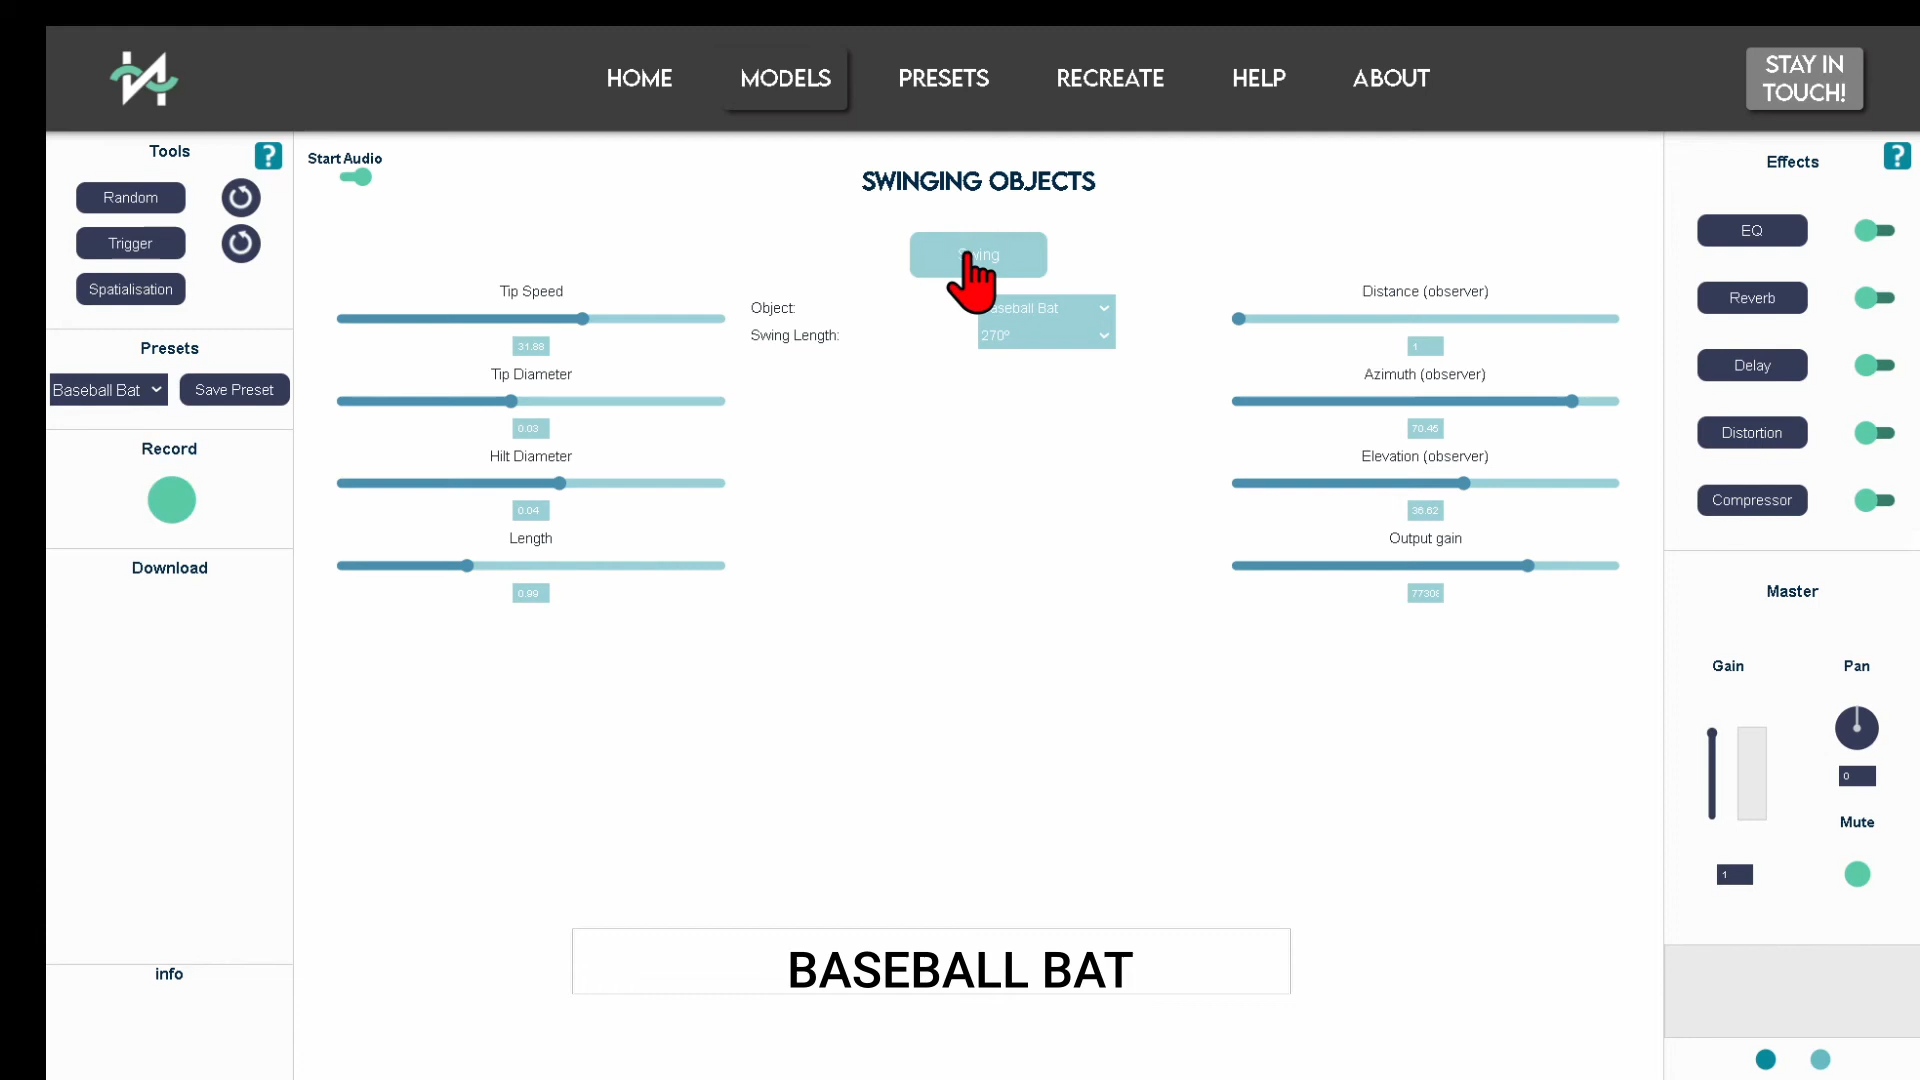 HOME
MODELS
PRESETS
RECREATE
HELP
ABOUT
STAY IN
TOUCH!
Tools
?
Random
Trigger
Spatialisation
Presets
Baseball Bat
Save Preset
Record
Download
info
Start Audio
SWINGING OBJECTS
Tip Speed
31.88
Tip Diameter
0.03
Hilt Diameter
0.04
Length
0.99
Object:
Swing Length:
270º
Distance (observer)
1
Azimuth (observer)
70.45
Elevation (observer)
36.62
Output gain
BASEBALL BAT
Effects
?
EQ
Reverb
Delay
Distortion
Compressor
Master
Gain
Pan
0
Mute
1